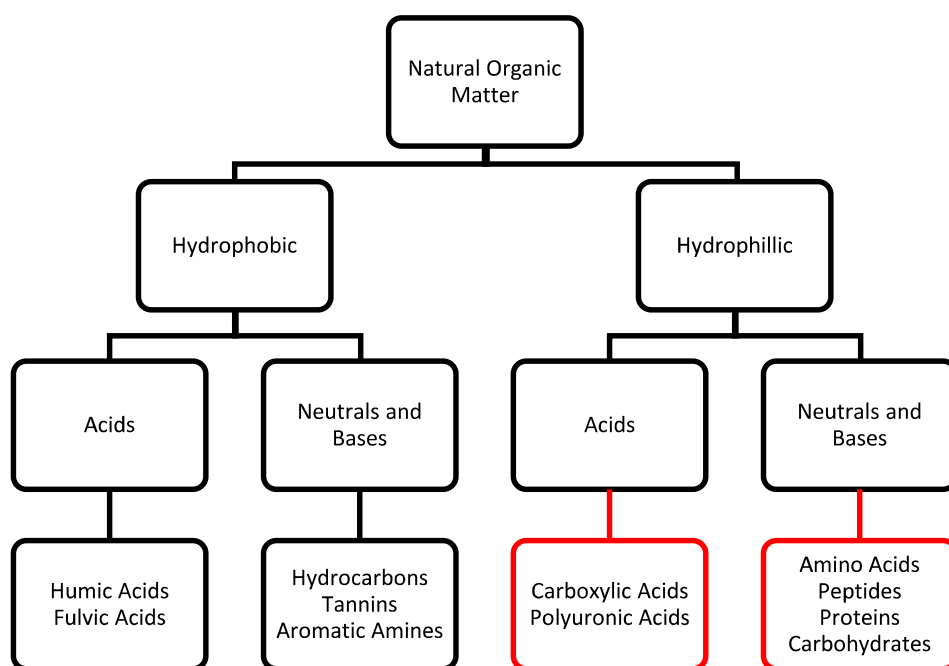 Natural Organic
Matter
Hydrophobic
Hydrophillic
Acids
Neutrals and
Bases
Acids
Neutrals and
Bases
Humic Acids
Fulvic Acids
Hydrocarbons
Tannins
Aromatic Amines
Carboxylic Acids
Polyuronic Acids
Amino Acids
Peptides
Proteins
Carbohydrates